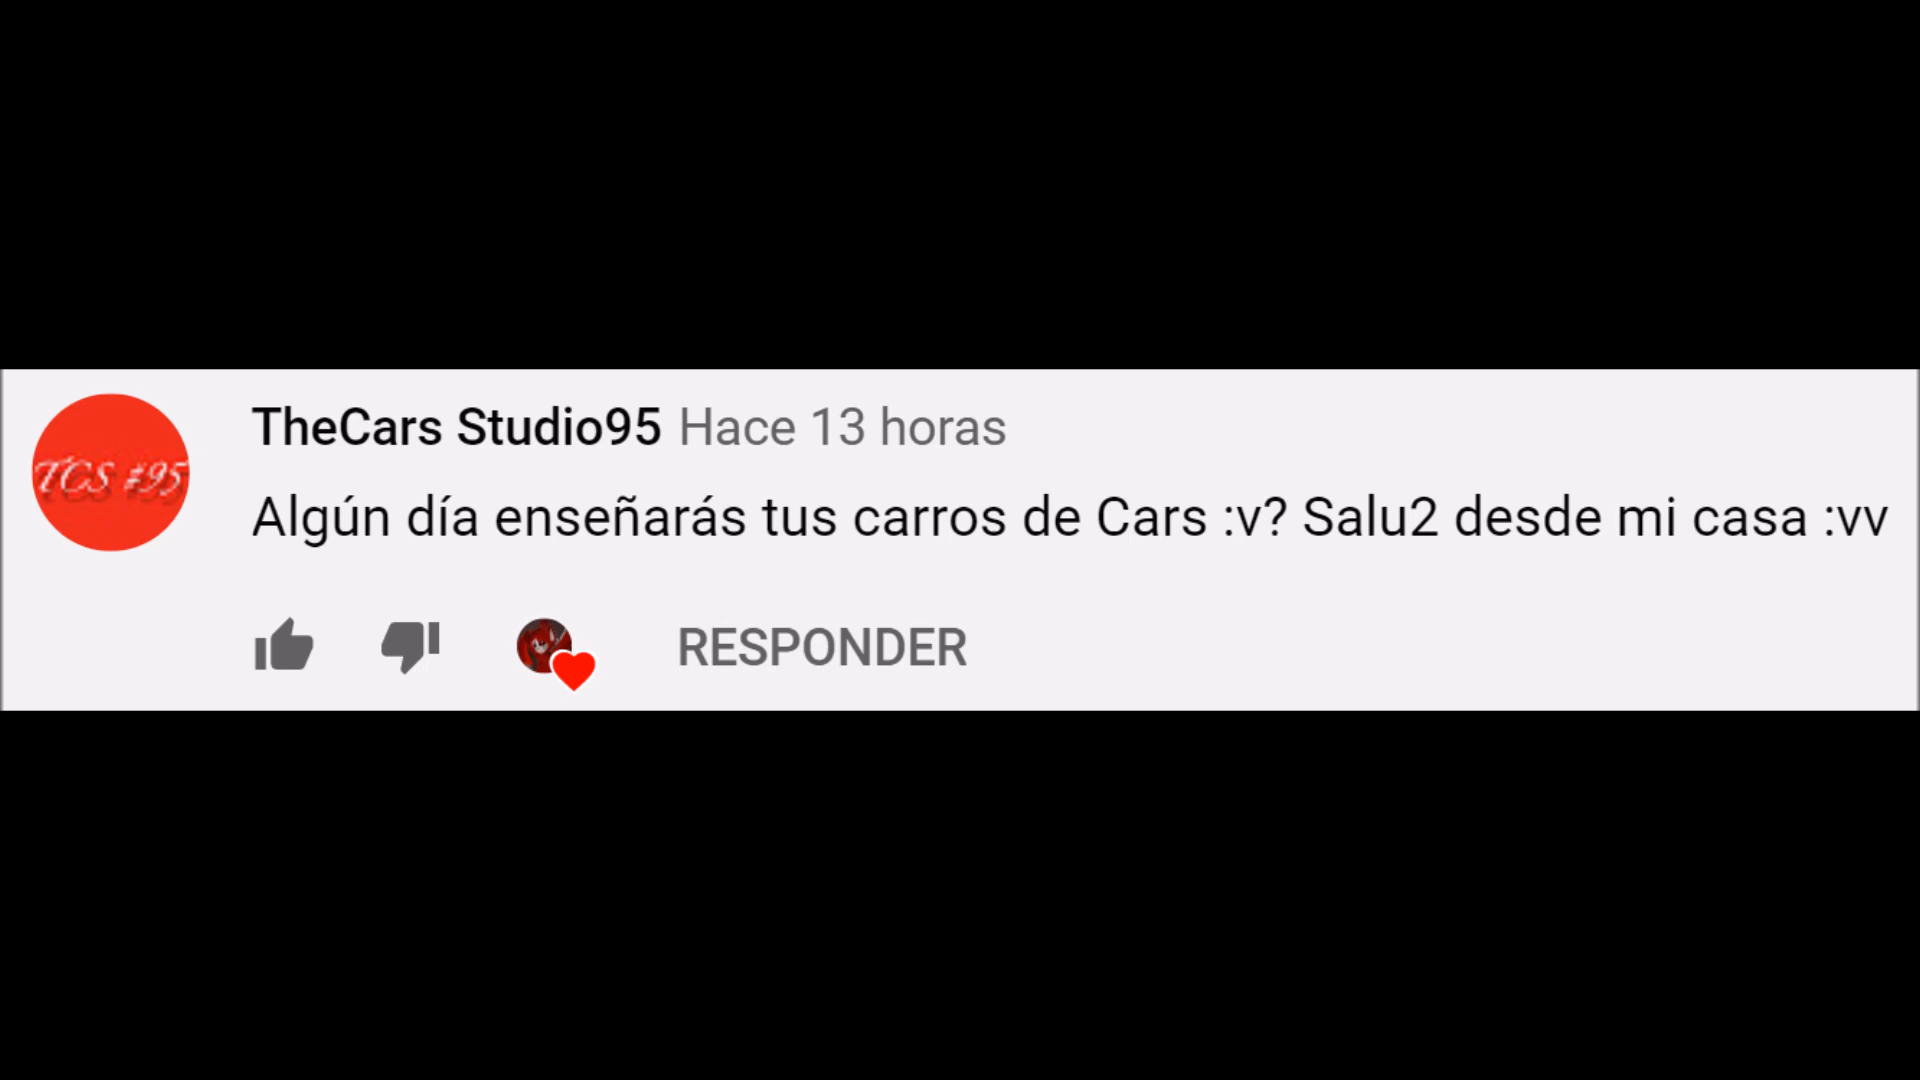 TheCars Studio95 Hace 13 horas
TCS #95
Algún día enseñarás tus carros de Cars :v? Salu2 desde mi casa :vv
RESPONDER